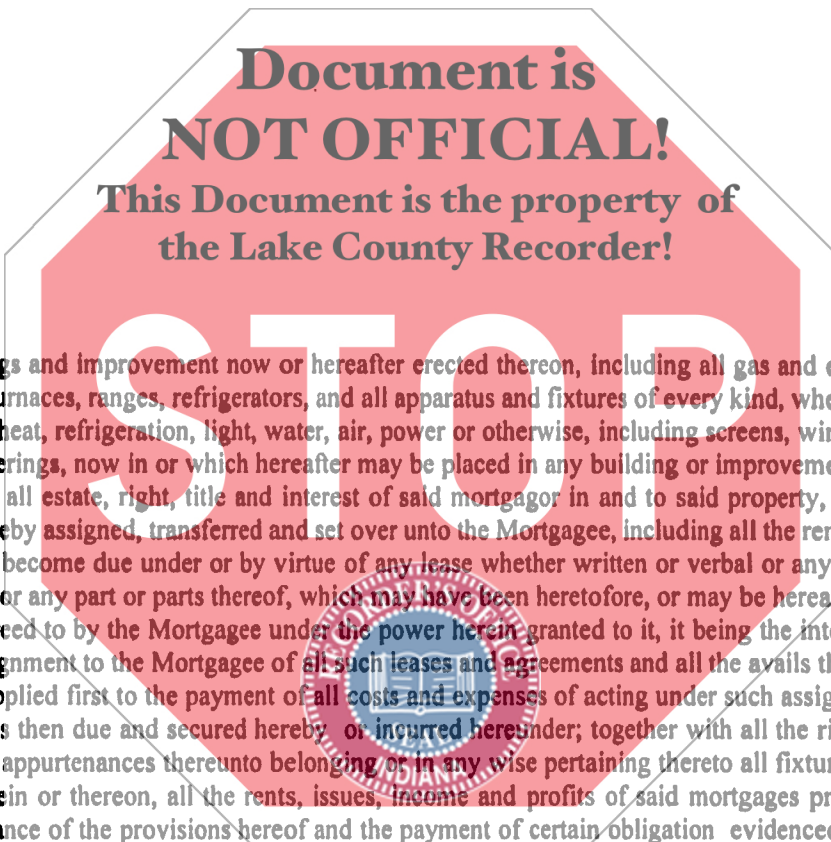 Document is
NOT OFFICIAL!
This Document is the property of
the Lake County Recorder!
STOP
gs and improvement now or hereafter erected thereon, including all gas and
urnaces, ranges, refrigerators, and all apparatus and fixtures of every kind, whe
heat, refrigeration, light, water, air, power or otherwise, including screens, win
erings, now in or which hereafter may be placed in any building or improveme
all estate, right, title and interest of said mortgagor in and to said property,
eby assigned, transferred and set over unto the Mortgagee, including all the ren
become due under or by virtue of any lease whether written or verbal or any
or any part or parts thereof, which may have been heretofore, or may be herea
eed to by the Mortgagee under the power herein granted to it, it being the inte
gnment to the Mortgagee of all such leases and agreements and all the avails th
plied first to the payment of all costs and expenses of acting under such assig
s then due and secured hereby or incurred hereunder; together with all the ri
appurtenances thereunto belonging or in any wise pertaining thereto all fixtur
ein or thereon, all the rents, issues, income and profits of said mortgages pr
nce of the provisions hereof and the payment of certain obligation evidenced
RECORDER'S OFFICE
SEAL
INDIANA